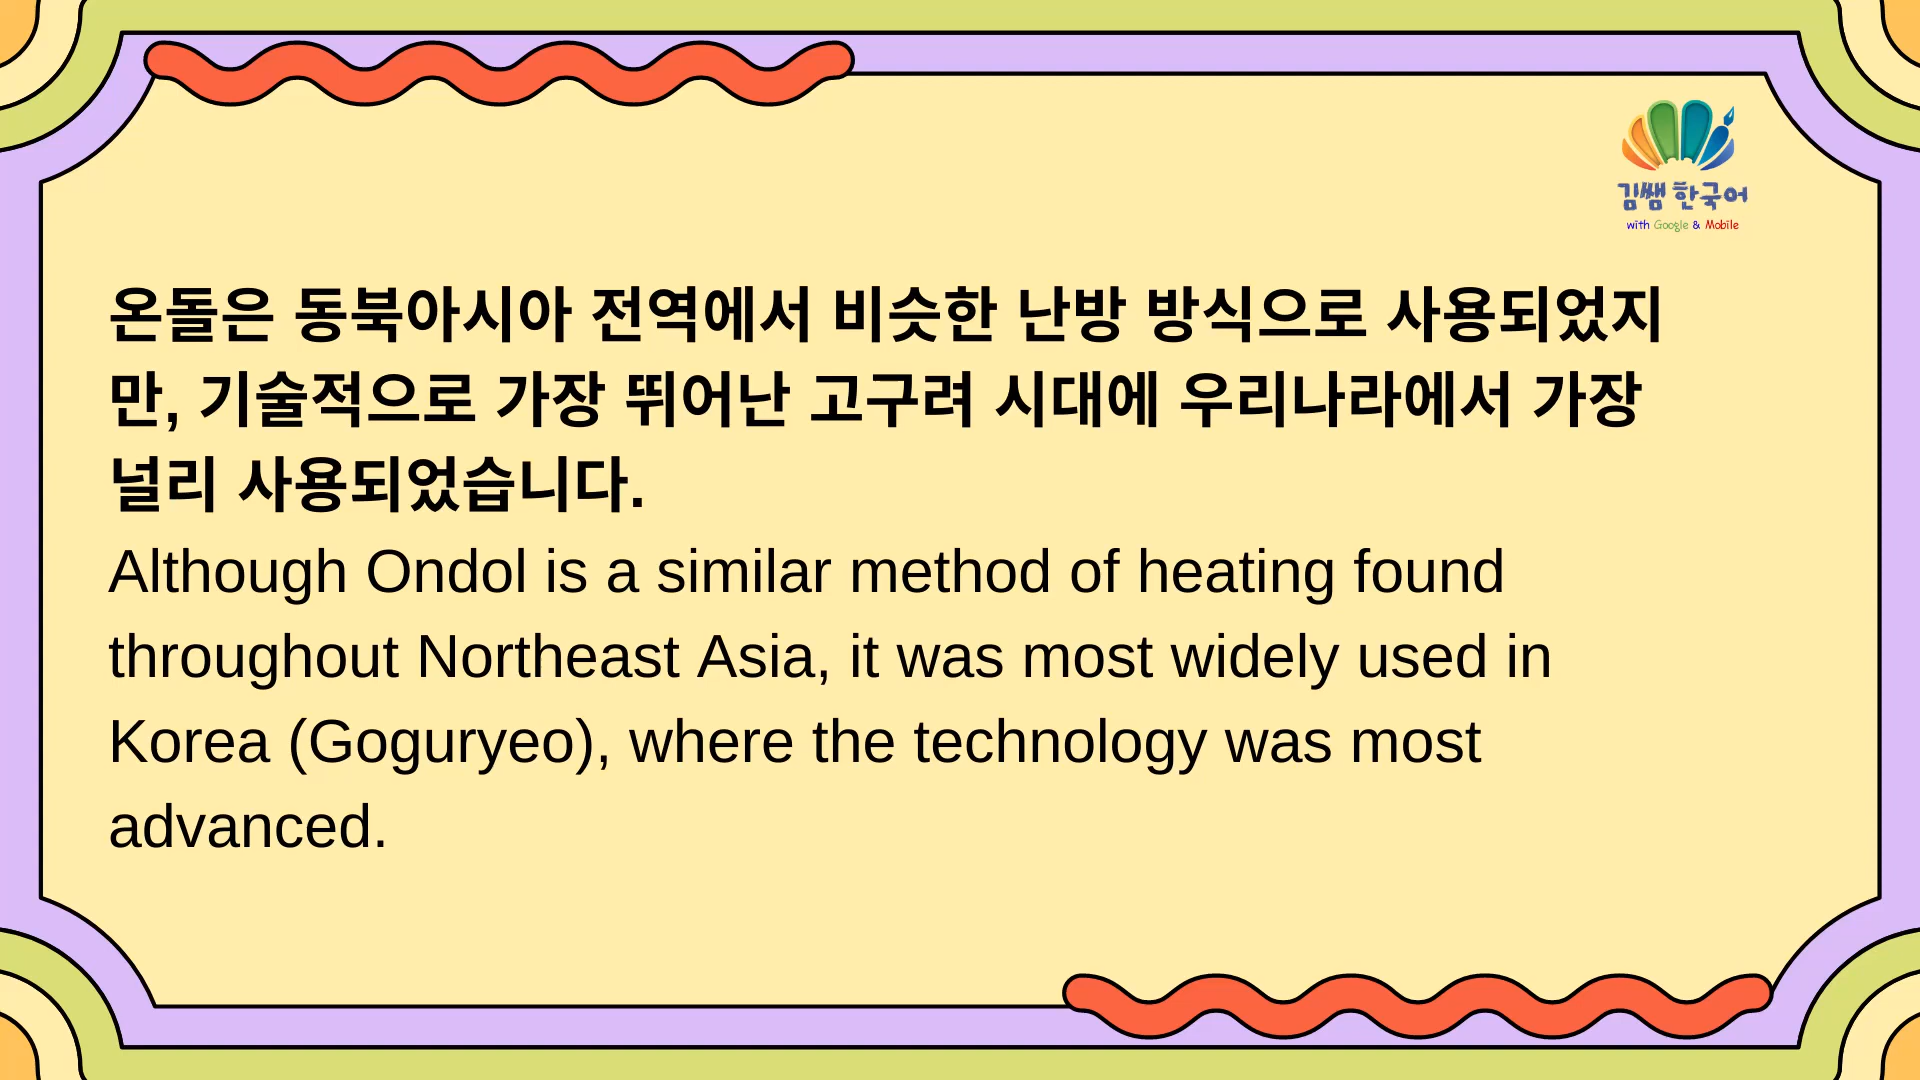 김쌤 한국어
with Google & Mobile
온돌은 동북아시아 전역에서 비슷한 난방 방식으로 사용되었지
만, 기술적으로 가장 뛰어난 고구려 시대에 우리나라에서 가장
널리 사용되었습니다.
Although Ondol is a similar method of heating found
throughout Northeast Asia, it was most widely used in
Korea (Goguryeo), where the technology was most
advanced.